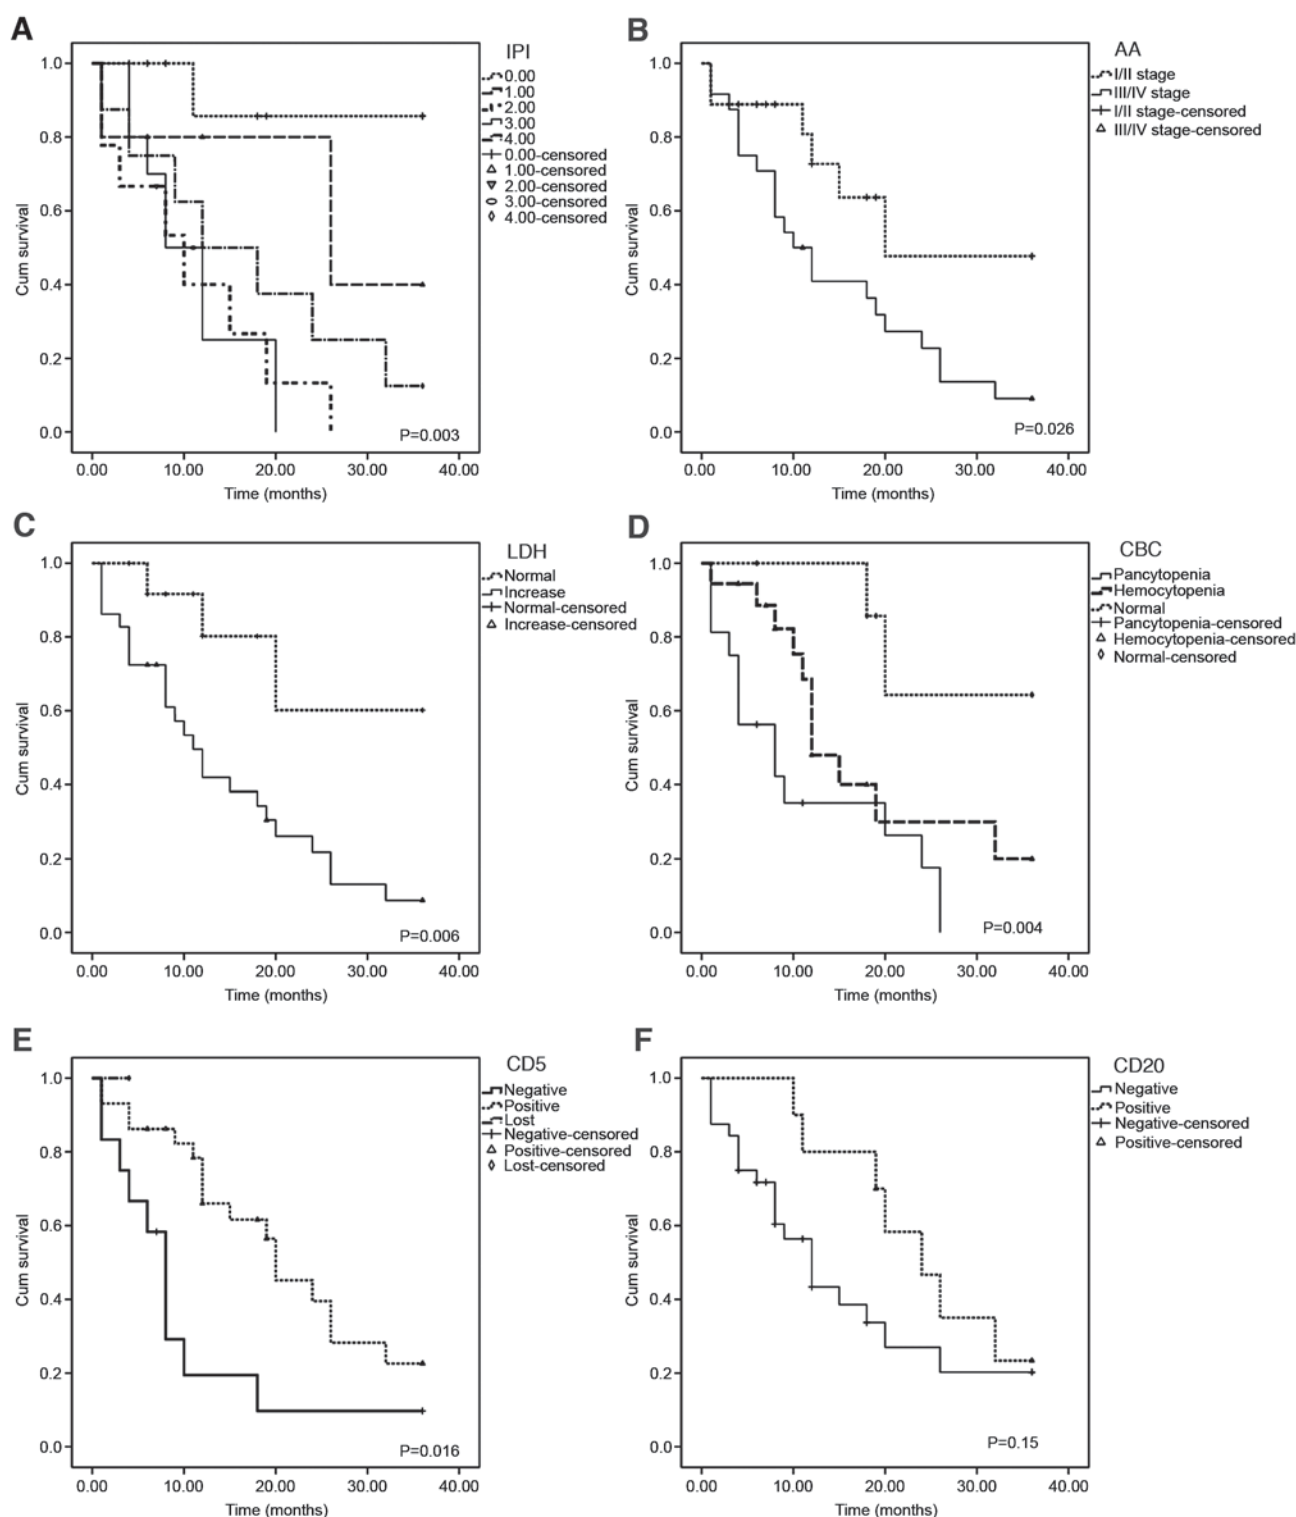 A
IPI
0.00
1.00
2.00
3.00
4.00
0.00-censored
1.00-censored
2.00-censored
3.00-censored
4.00-censored
Cum survival
1.0
0.8
0.6
0.4
0.2
0.0
P=0.003
0.00 10.00 20.00 30.00 40.00
Time (months)
B
AA
I/II stage
III/IV stage
I/II stage-censored
III/IV stage-censored
Cum survival
1.0
0.8
0.6
0.4
0.2
0.0
P=0.026
0.00 10.00 20.00 30.00 40.00
Time (months)
C
LDH
Normal
Increase
Normal-censored
Increase-censored
Cum survival
1.0
0.8
0.6
0.4
0.2
0.0
P=0.006
0.00 10.00 20.00 30.00 40.00
Time (months)
D
CBC
Pancytopenia
Hemocytopenia
Normal
Pancytopenia-censored
Hemocytopenia-censored
Normal-censored
Cum survival
1.0
0.8
0.6
0.4
0.2
0.0
P=0.004
0.00 10.00 20.00 30.00 40.00
Time (months)
E
CD5
Negative
Positive
Lost
Negative-censored
Positive-censored
Lost-censored
Cum survival
1.0
0.8
0.6
0.4
0.2
0.0
P=0.016
0.00 10.00 20.00 30.00 40.00
Time (months)
F
CD20
Negative
Positive
Negative-censored
Positive-censored
Cum survival
1.0
0.8
0.6
0.4
0.2
0.0
P=0.15
0.00 10.00 20.00 30.00 40.00
Time (months)